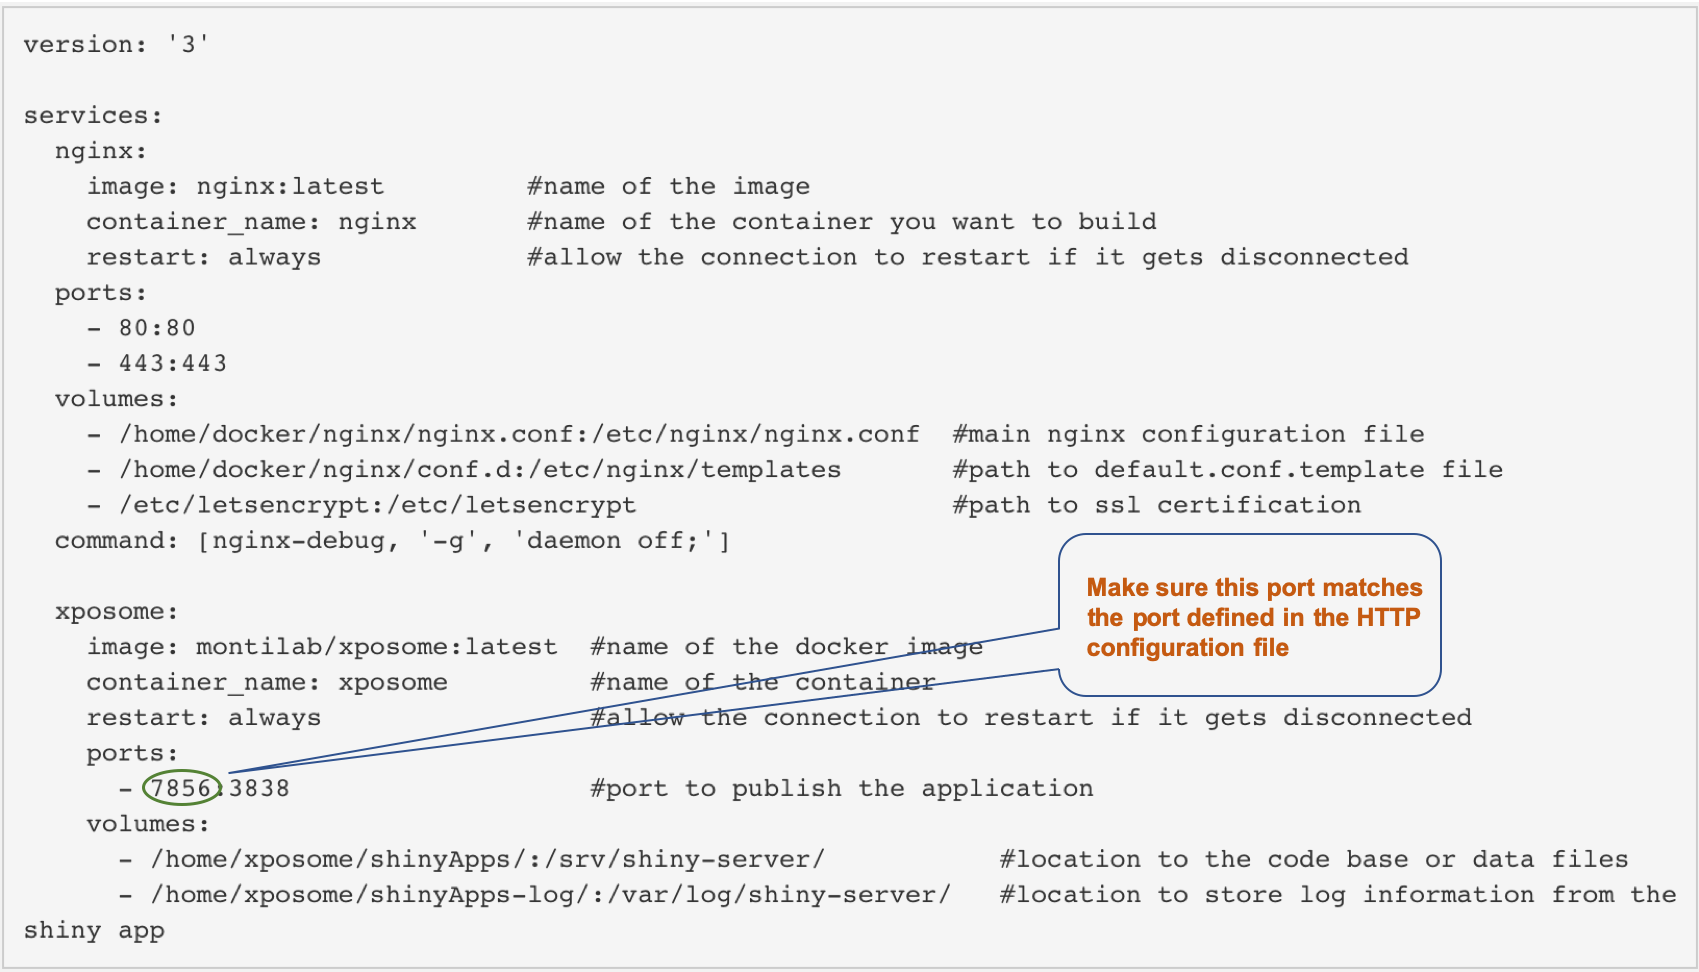 version: '3'
services:
  nginx:
    image: nginx:latest         #name of the image
    container_name: nginx       #name of the container you want to build
    restart: always             #allow the connection to restart if it gets disconnected
  ports:
    - 80:80
    - 443:443
  volumes:
    - /home/docker/nginx/nginx.conf:/etc/nginx/nginx.conf  #main nginx configuration file
    - /home/docker/nginx/conf.d:/etc/nginx/templates       #path to default.conf.template file
    - /etc/letsencrypt:/etc/letsencrypt                    #path to ssl certification
  command: [nginx-debug, '-g', 'daemon off;']
Make sure this port matches
the port defined in the HTTP
configuration file
  xposome:
    image: montilab/xposome:latest  #name of the docker image
    container_name: xposome         #name of the container
    restart: always                 #allow the connection to restart if it gets disconnected
    ports:
      - 7856:3838                   #port to publish the application
    volumes:
      - /home/xposome/shinyApps/:/srv/shiny-server/           #location to the code base or data files
      - /home/xposome/shinyApps-log/:/var/log/shiny-server/   #location to store log information from the
shiny app